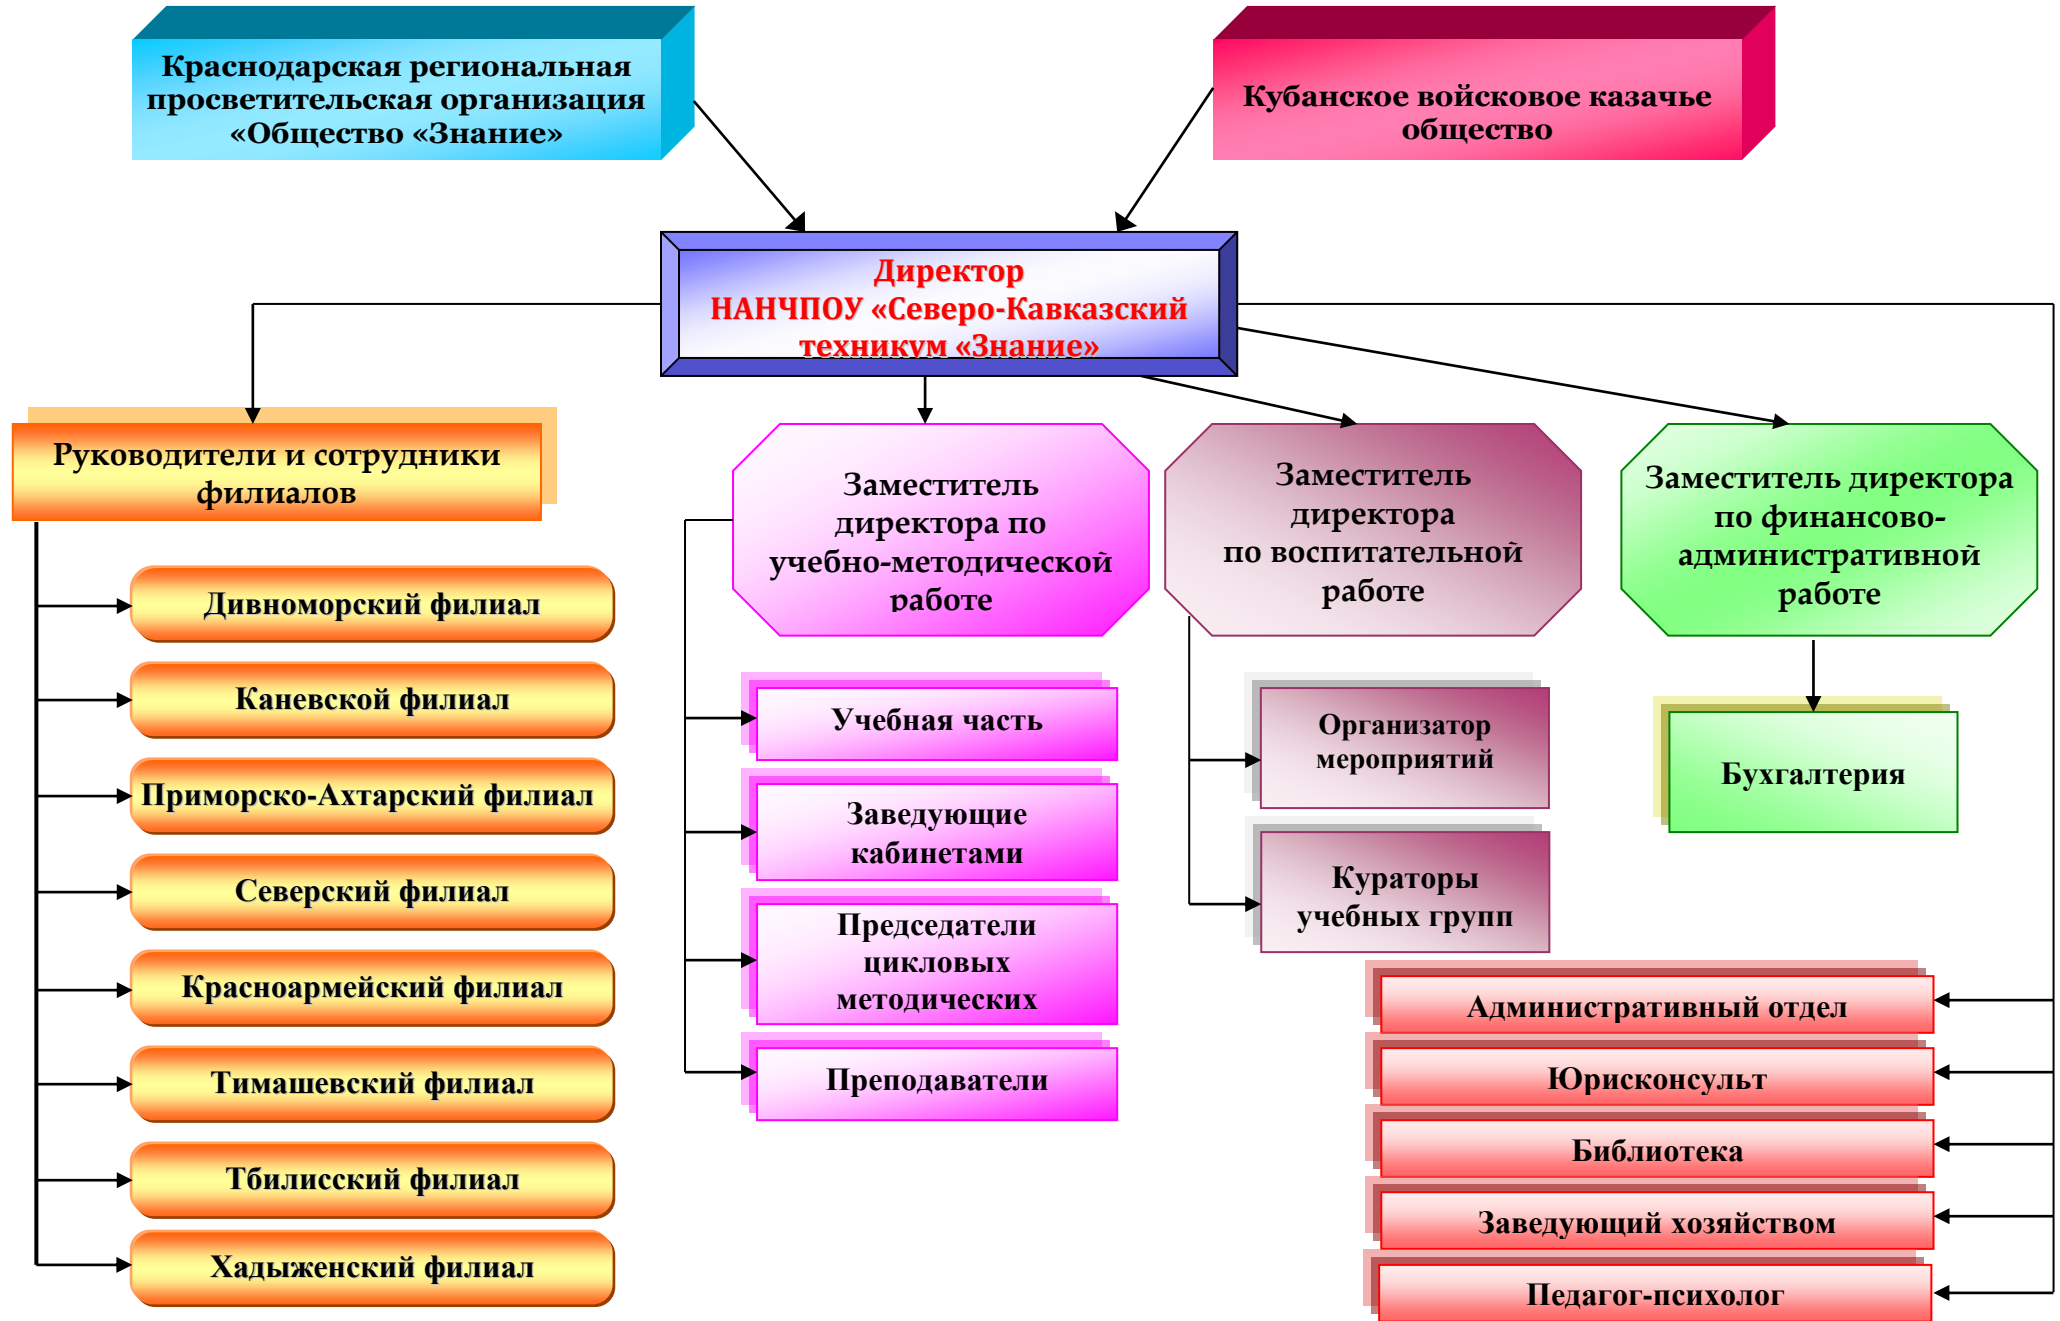 Краснодарская региональная
просветительская организация
«Общество «Знание»
Кубанское войсковое казачье
общество
Директор
НАНЧПОУ «Северо-Кавказский
техникум «Знание»
Руководители и сотрудники
филиалов
Дивноморский филиал
Каневской филиал
Приморско-Ахтарский филиал
Северский филиал
Красноармейский филиал
Тимашевский филиал
Тбилисский филиал
Хадыженский филиал
Заместитель
директора по
учебно-методической
работе
Учебная часть
Заведующие
кабинетами
Председатели
цикловых
методических
Преподаватели
Заместитель
директора
по воспитательной
работе
Организатор
мероприятий
Кураторы
учебных групп
Заместитель директора
по финансово-
административной
работе
Бухгалтерия
Административный отдел
Юрисконсульт
Библиотека
Заведующий хозяйством
Педагог-психолог